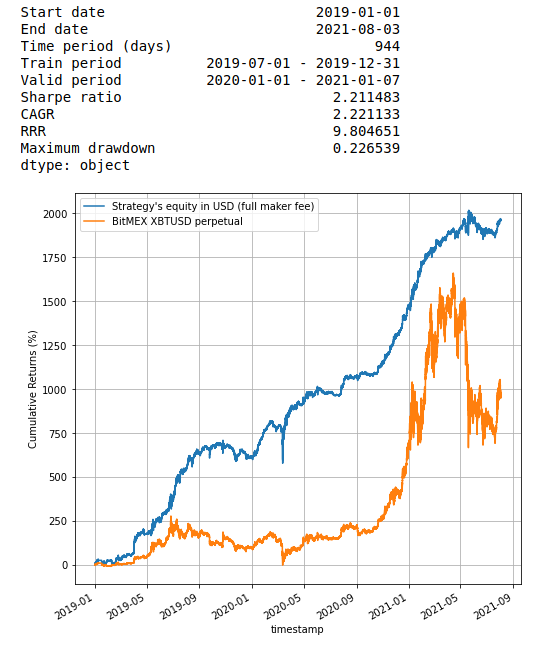 Start date 2019-01-01
End date 2021-08-03
Time period (days) 944
Train period 2019-07-01 - 2019-12-31
Valid period 2020-01-01 - 2021-01-07
Sharpe ratio 2.211483
CAGR 2.221133
RRR 9.804651
Maximum drawdown 0.226539
dtype: object
Strategy's equity in USD (full maker fee)
BitMEX XBTUSD perpetual
Cumulative Returns (%)
2000
1750
1500
1250
1000
750
500
250
0
2019-01
2019-05
2019-09
2020-01
2020-05
2020-09
2021-01
2021-05
2021-09
timestamp